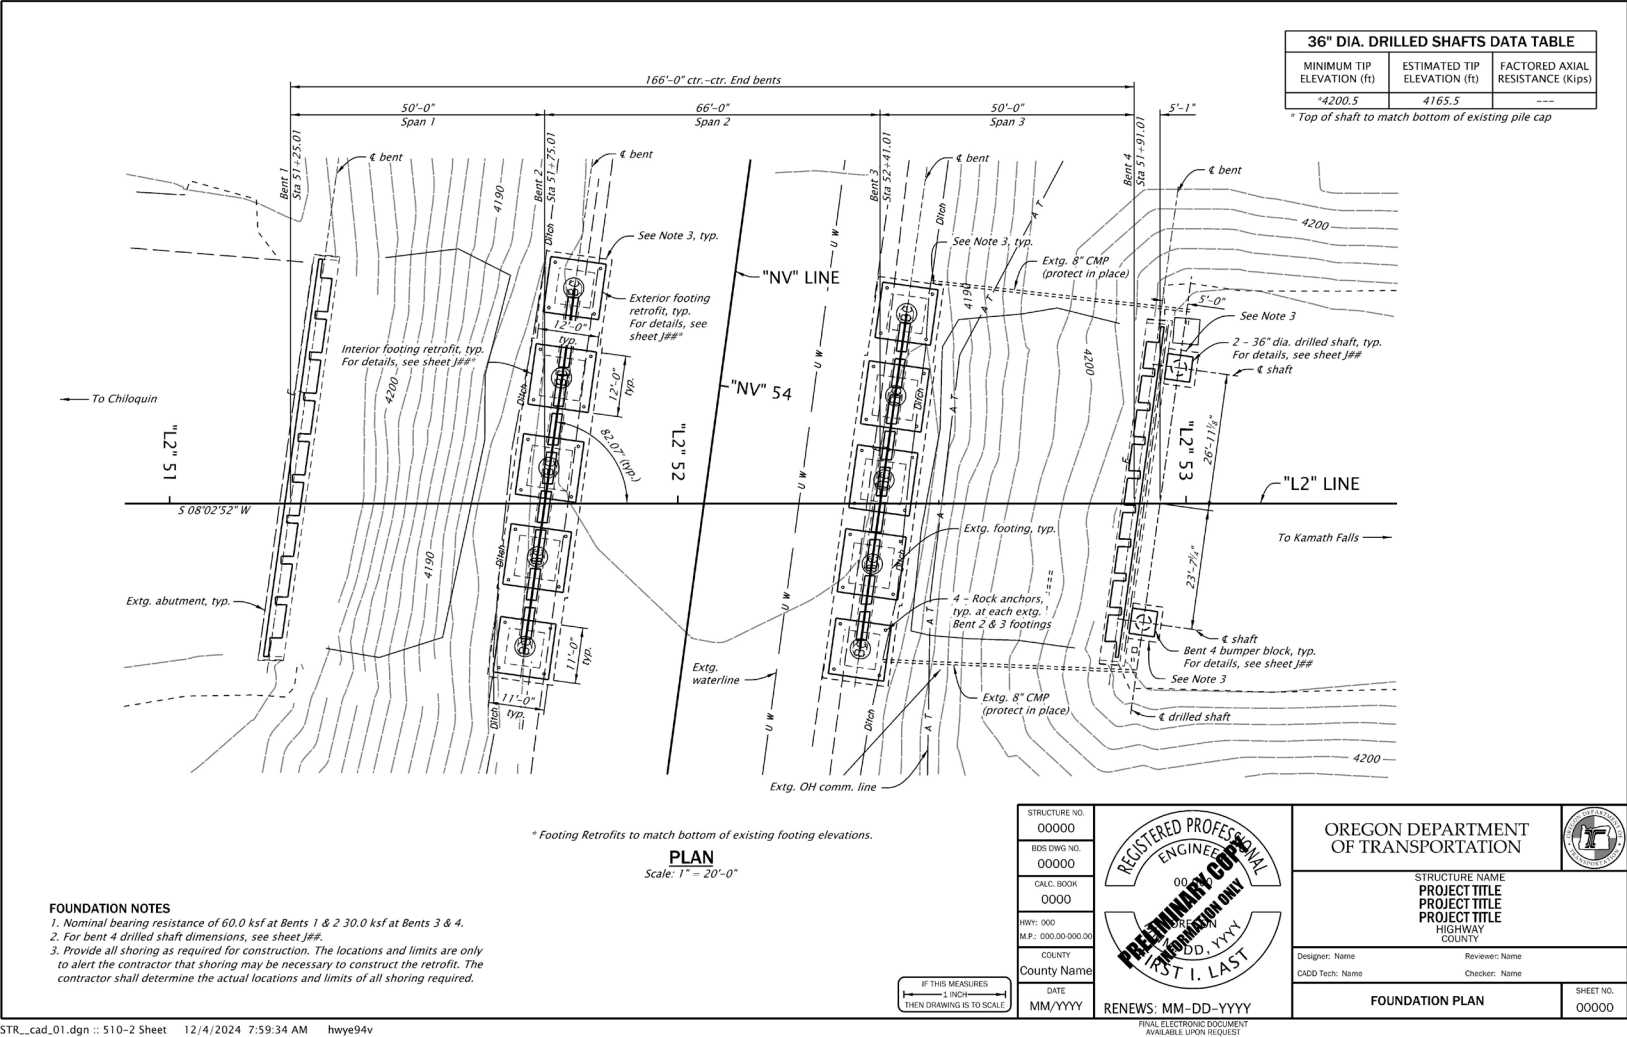 36" DIA. DRILLED SHAFTS DATA TABLE
MINIMUM TIP ELEVATION (ft)
ESTIMATED TIP ELEVATION (ft)
FACTORED AXIAL RESISTANCE (Kips)
*4200.5
4165.5
---
* Top of shaft to match bottom of existing pile cap
166'-0" ctr.-ctr. End bents
50'-0"
Span 1
66'-0"
Span 2
50'-0"
Span 3
5'-1"
Bent 1
Sta 51+25.01
Bent 2
Sta 51+75.01
Bent 3
Sta 52+41.01
Bent 4
Sta 51+91.01
℄ bent
℄ bent
℄ bent
℄ bent
4190
4200
4190
4190
4200
4200
4200
Ditch
Ditch
Ditch
Ditch
Ditch
Ditch
Ditch
Ditch
See Note 3, typ.
See Note 3, typ.
Extg. 8" CMP
(protect in place)
"NV" LINE
"NV" 54
Exterior footing
retrofit, typ.
For details, see
sheet J##*
12'-0"
typ.
12'-0"
typ.
Interior footing retrofit, typ.
For details, see sheet J##*
82.07° (typ.)
5'-0"
See Note 3
2 - 36" dia. drilled shaft, typ.
For details, see sheet J##
℄ shaft
26'-11⅛"
To Chiloquin
"L2" 51
"L2" 52
"L2" 53
"L2" LINE
S 08°02'52" W
To Kamath Falls
23'-7¼"
Extg. footing, typ.
Extg. abutment, typ.
4 - Rock anchors,
typ. at each extg.
Bent 2 & 3 footings
11'-0"
typ.
11'-0"
typ.
Extg.
waterline
U W
U W
U W
U W
U W
A T
A T
A T
A
A T
A T
℄ shaft
Bent 4 bumper block, typ.
For details, see sheet J##
See Note 3
℄ drilled shaft
Extg. 8" CMP
(protect in place)
Extg. OH comm. line
* Footing Retrofits to match bottom of existing footing elevations.
PLAN
Scale: 1" = 20'-0"
FOUNDATION NOTES
1. Nominal bearing resistance of 60.0 ksf at Bents 1 & 2 30.0 ksf at Bents 3 & 4.
2. For bent 4 drilled shaft dimensions, see sheet J##.
3. Provide all shoring as required for construction. The locations and limits are only
to alert the contractor that shoring may be necessary to construct the retrofit. The
contractor shall determine the actual locations and limits of all shoring required.
IF THIS MEASURES
1 INCH
THEN DRAWING IS TO SCALE
STRUCTURE NO.
00000
BDS DWG NO.
00000
CALC. BOOK
0000
HWY: 000
M.P.: 000.00-000.00
COUNTY
County Name
DATE
MM/YYYY
REGISTERED PROFESSIONAL
ENGINEER
PRELIMINARY COPY
INFORMATION ONLY
RENEWS: MM-DD-YYYY
FINAL ELECTRONIC DOCUMENT
AVAILABLE UPON REQUEST
OREGON DEPARTMENT
OF TRANSPORTATION
OREGON DEPARTMENT OF TRANSPORTATION
STRUCTURE NAME
PROJECT TITLE
PROJECT TITLE
PROJECT TITLE
HIGHWAY
COUNTY
Designer: Name
Reviewer: Name
CADD Tech: Name
Checker: Name
FOUNDATION PLAN
SHEET NO.
00000
STR__cad_01.dgn :: 510-2 Sheet 12/4/2024 7:59:34 AM hwye94v